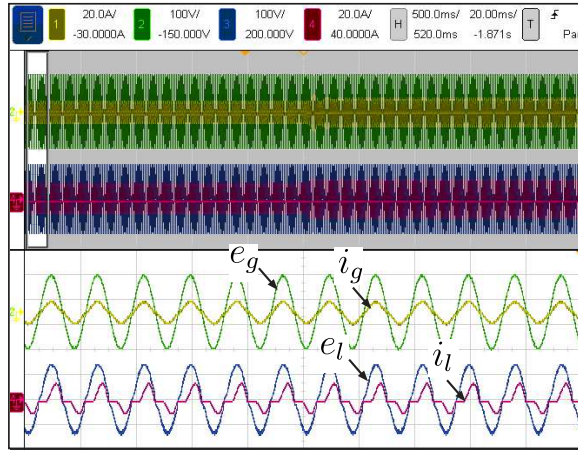 1 20.0A/ 2 100V/ 3 100V/ 4 20.0A/ H 500.0ms/ 20.00ms/ T
-30.0000A -150.000V 200.000V 40.0000A 520.0ms -1.871s Pa
e_g i_g
e_l i_l